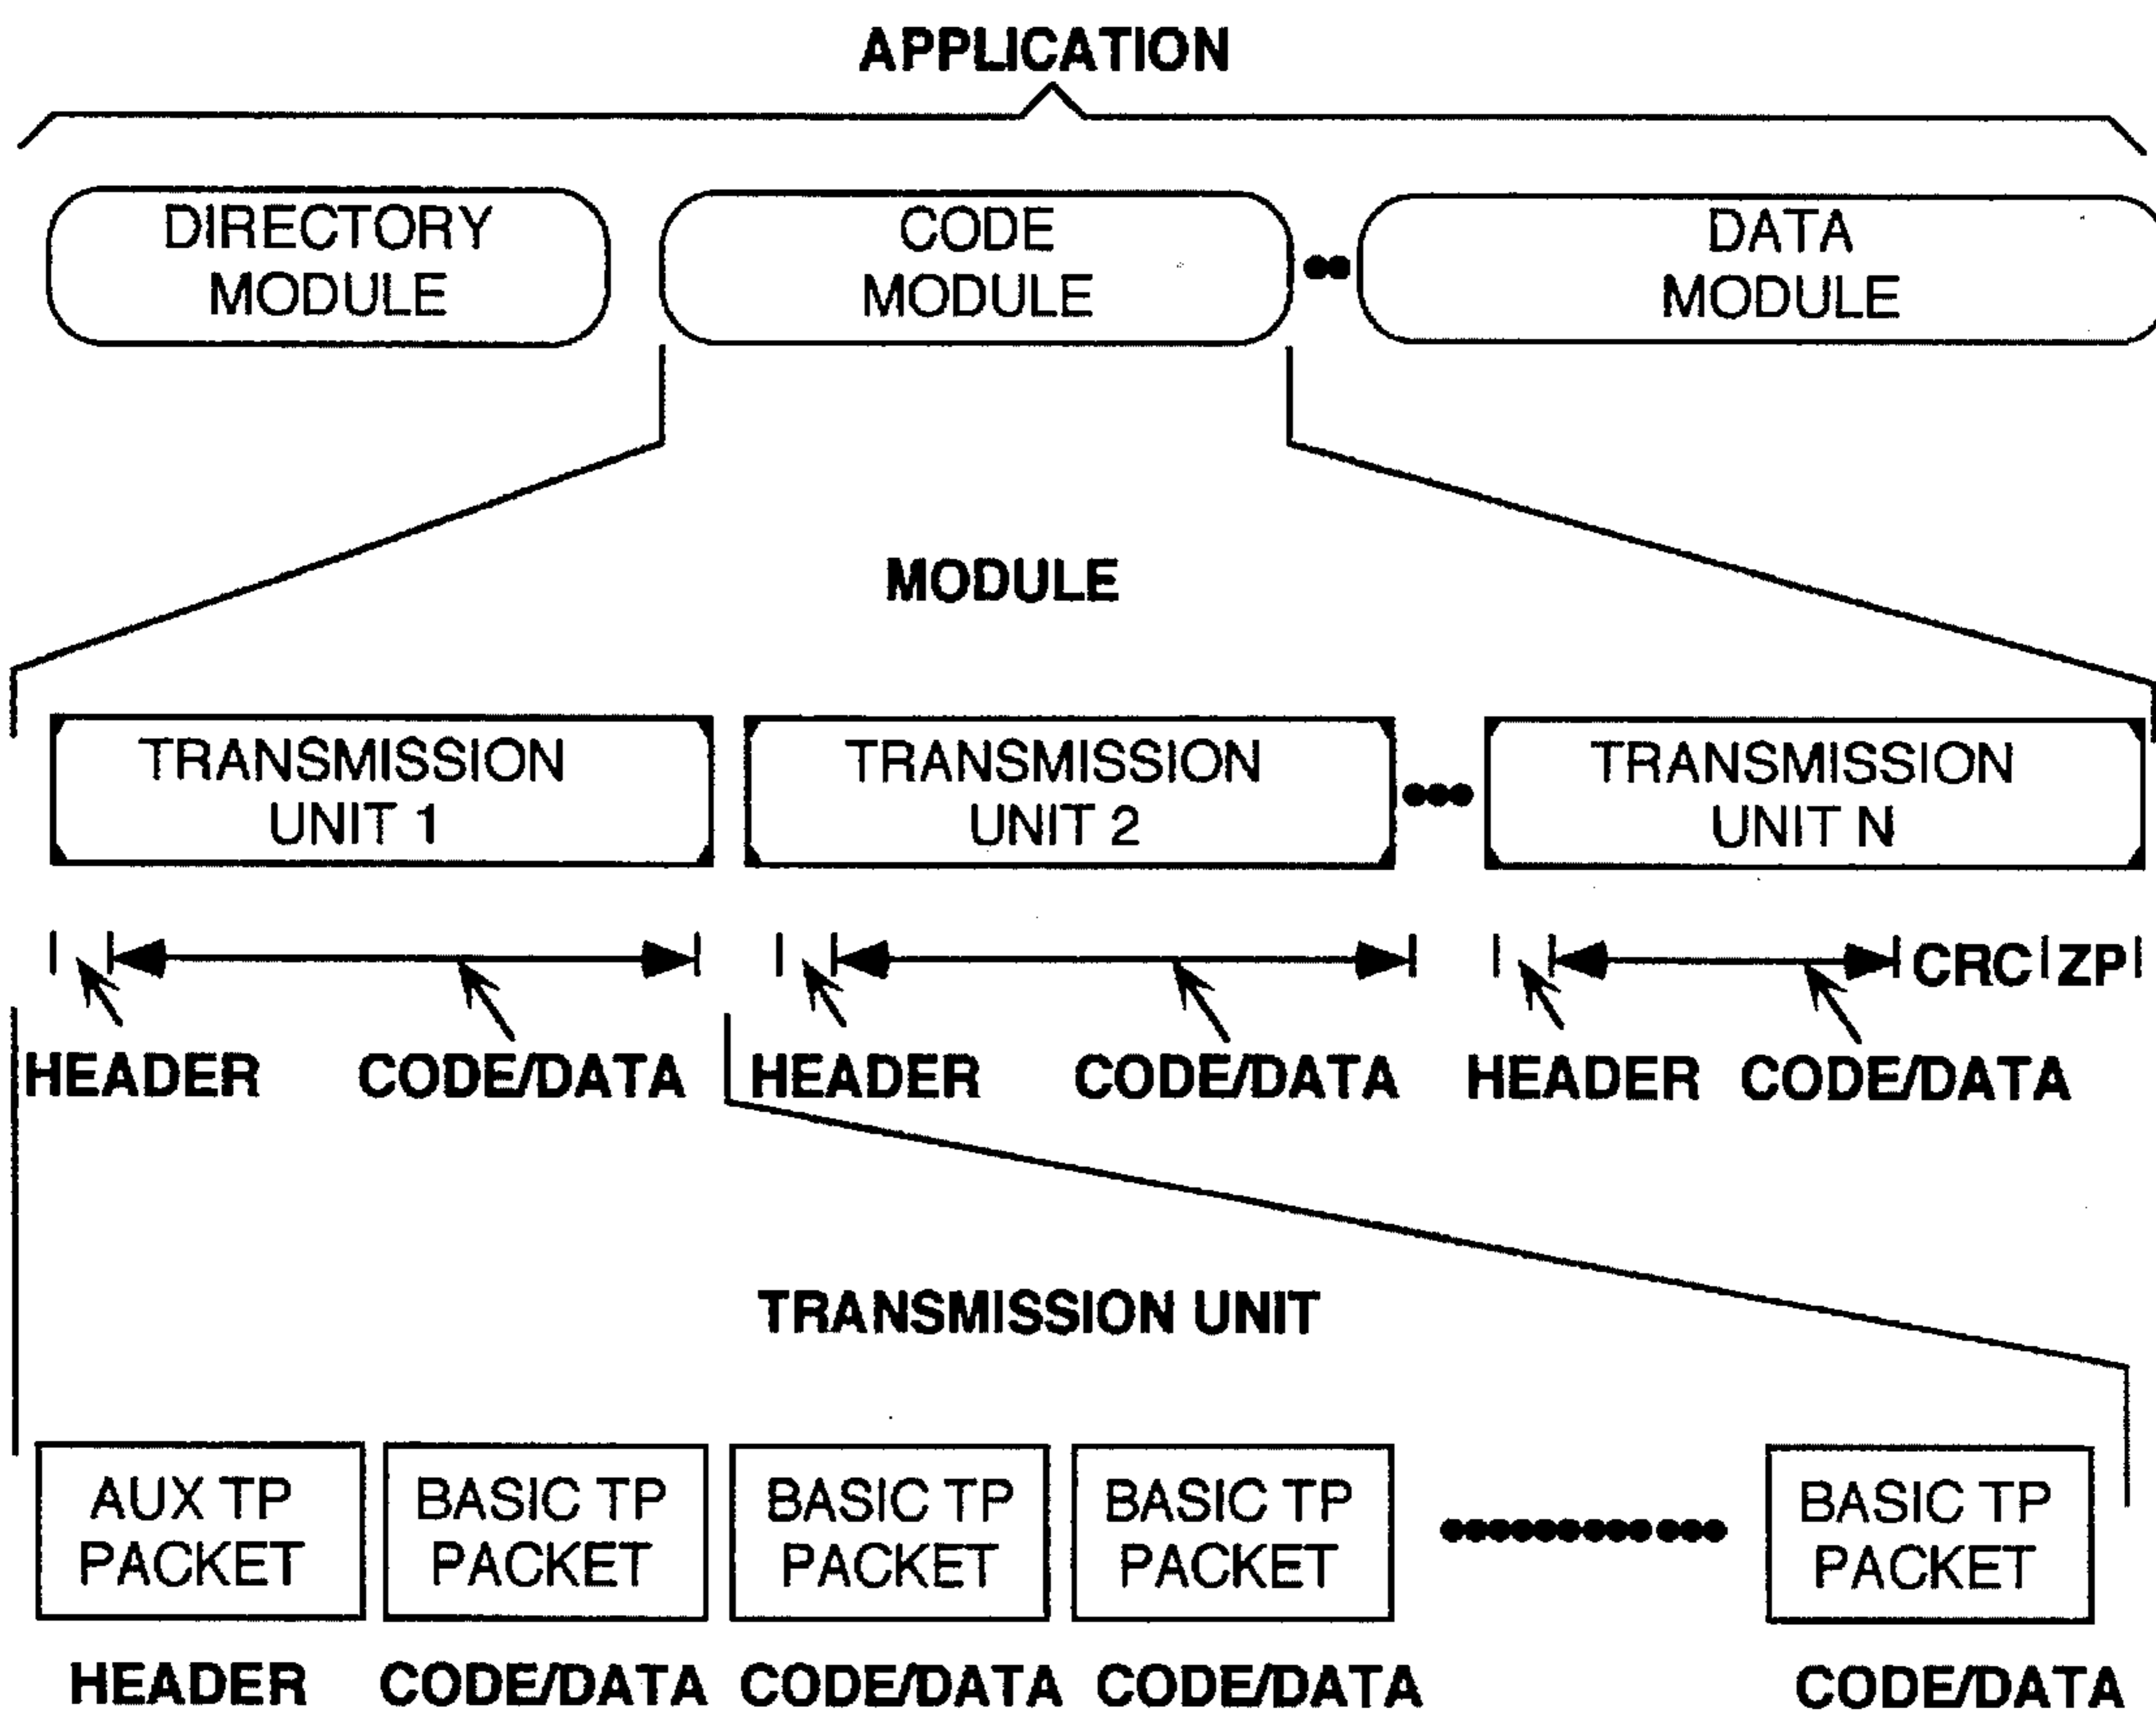 APPLICATION
DIRECTORY
MODULE
CODE
MODULE
DATA
MODULE
MODULE
TRANSMISSION
UNIT 1
TRANSMISSION
UNIT 2
TRANSMISSION
UNIT N
CRC ZP
HEADER CODE/DATA HEADER CODE/DATA HEADER CODE/DATA
TRANSMISSION UNIT
AUX TP
PACKET
BASIC TP
PACKET
BASIC TP
PACKET
BASIC TP
PACKET
BASIC TP
PACKET
HEADER CODE/DATA CODE/DATA CODE/DATA CODE/DATA